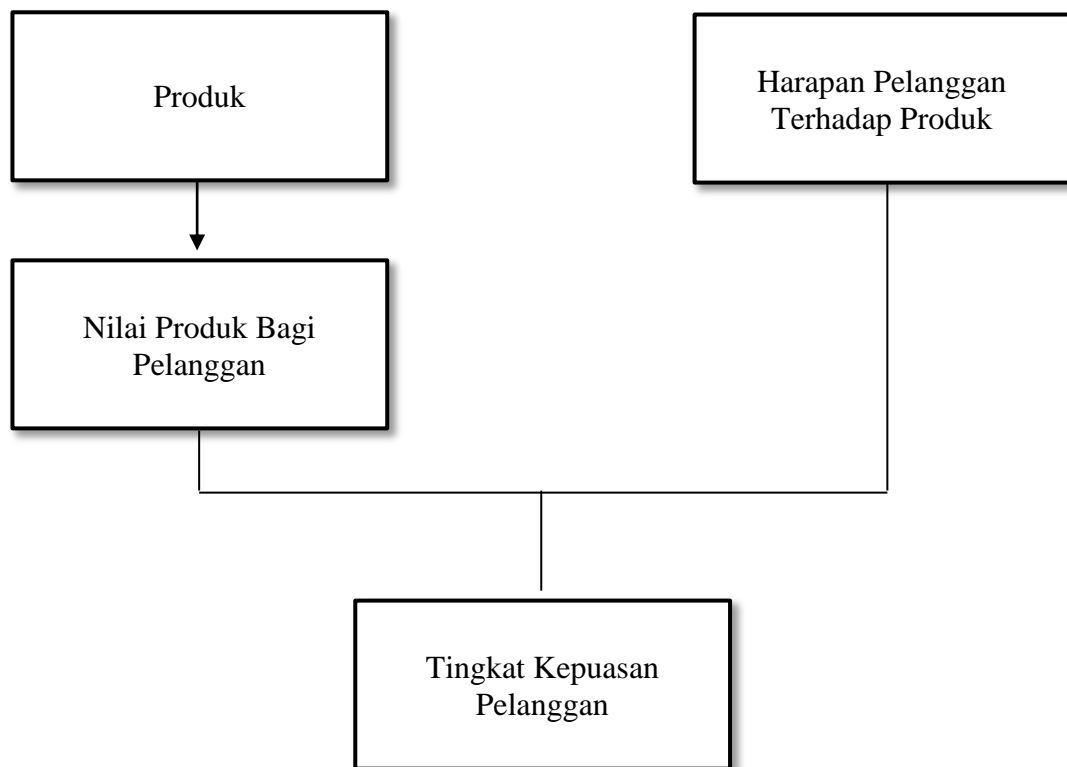 Produk
Harapan Pelanggan
Terhadap Produk
Nilai Produk Bagi
Pelanggan
Tingkat Kepuasan
Pelanggan